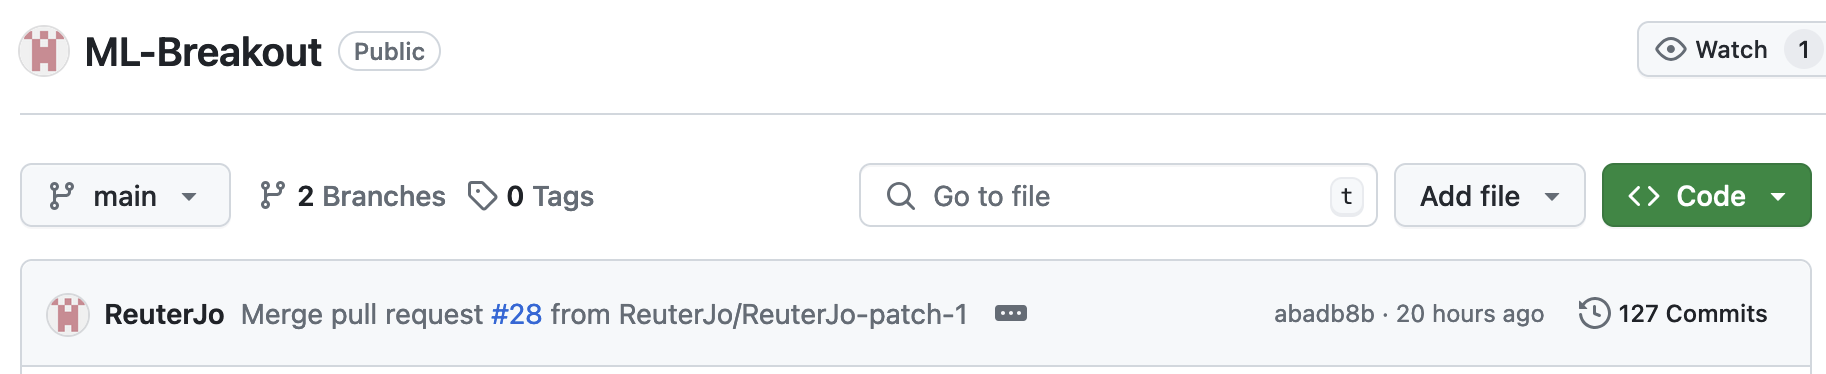 ML-Breakout Public Watch 1
main 2 Branches 0 Tags Go to file t Add file Code
ReuterJo Merge pull request #28 from ReuterJo/ReuterJo-patch-1 abadb8b · 20 hours ago 127 Commits